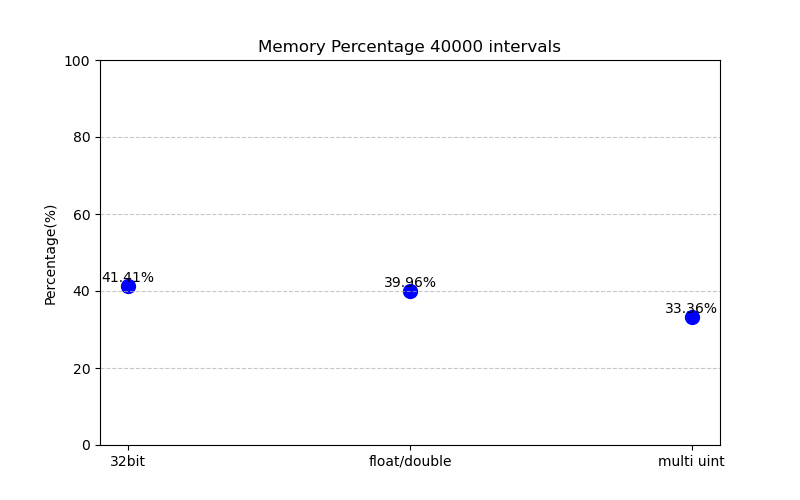 Memory Percentage 40000 intervals
100
80
60
40
20
0
Percentage(%)
41.41%
39.96%
33.36%
32bit
float/double
multi uint